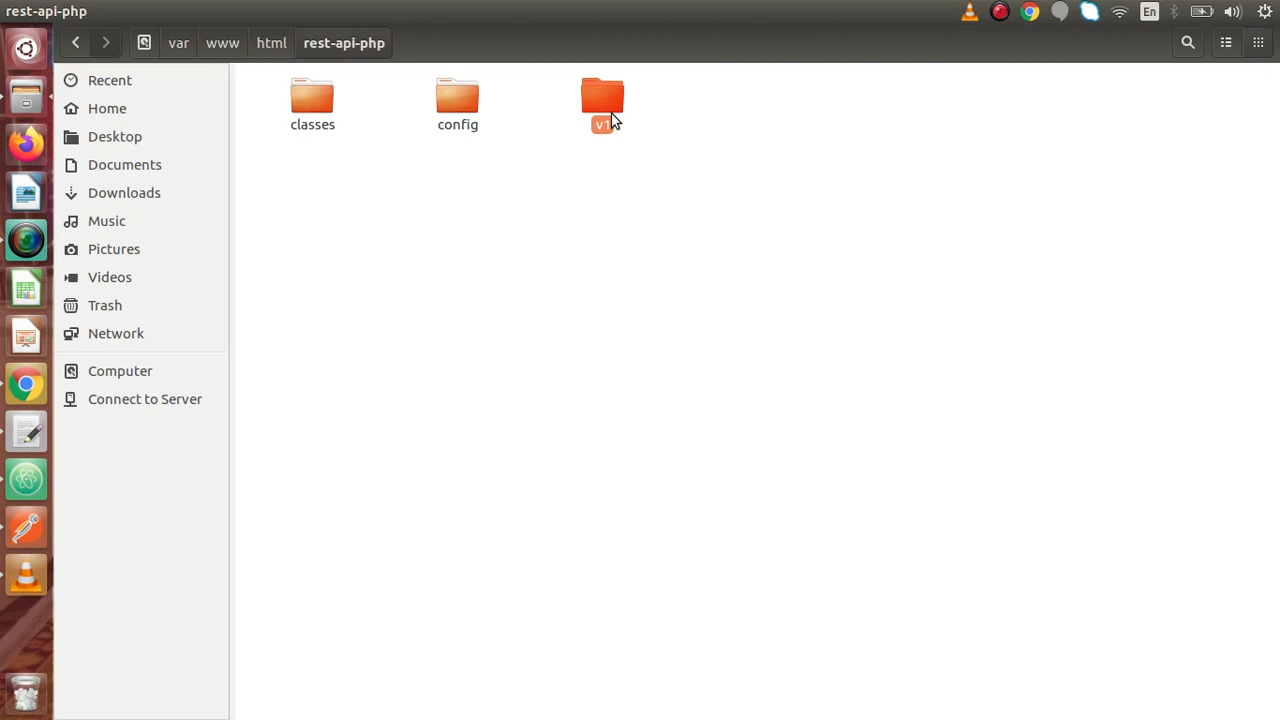 rest-api-php
En
var www html rest-api-php
Recent
Home
Desktop
Documents
Downloads
Music
Pictures
Videos
Trash
Network
Computer
Connect to Server
classes config v1